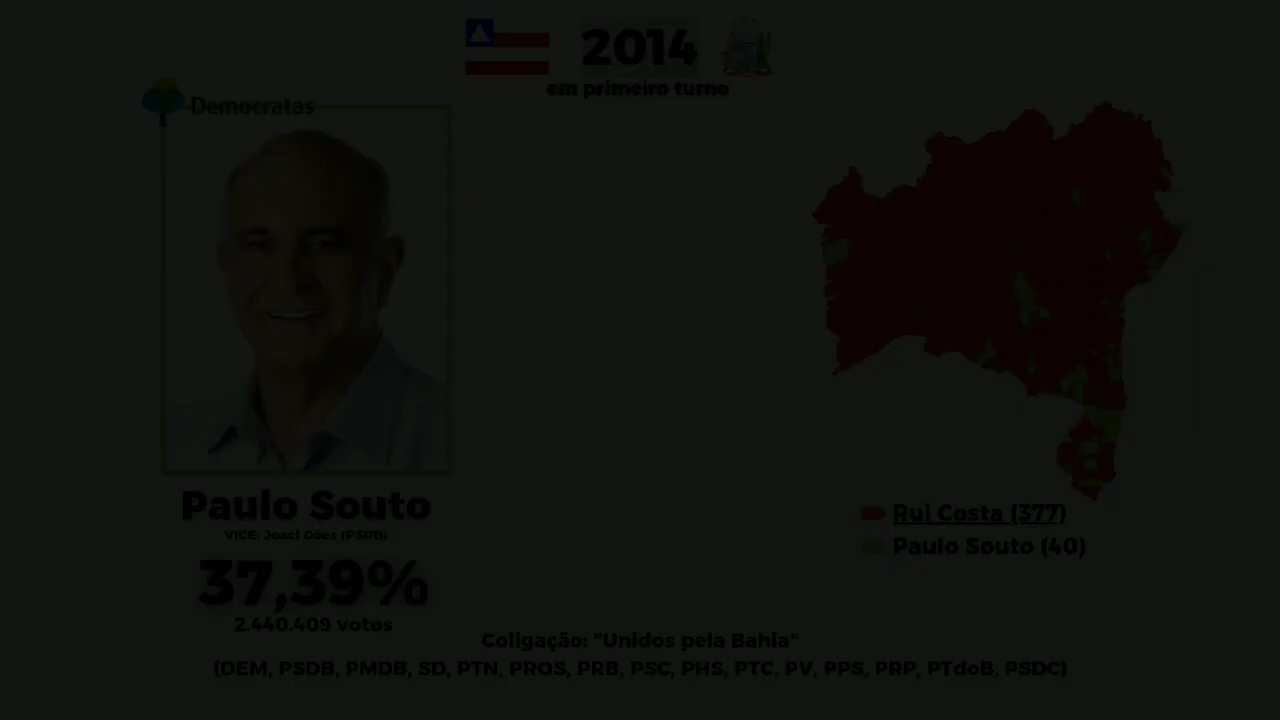 2014
em primeiro turno
Democratas
Paulo Souto
VICE: Joaci Góes (PSDB)
37,39%
2.440.409 votos
Rui Costa (377)
Paulo Souto (40)
Coligação: "Unidos pela Bahia"
(DEM, PSDB, PMDB, SD, PTN, PROS, PRB, PSC, PHS, PTC, PV, PPS, PRP, PTdoB, PSDC)